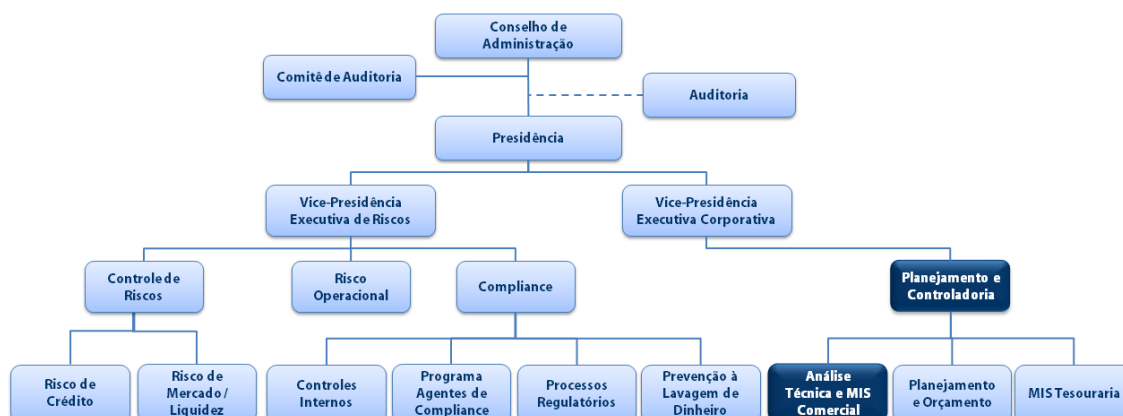 Conselho de
Administração
Comitê de Auditoria
Auditoria
Presidência
Vice-Presidência
Executiva de Riscos
Vice-Presidência
Executiva Corporativa
Controle de
Riscos
Risco
Operacional
Compliance
Planejamento e
Controladoria
Risco de
Crédito
Risco de
Mercado /
Liquidez
Controles
Internos
Programa
Agentes de
Compliance
Processos
Regulatórios
Prevenção à
Lavagem de
Dinheiro
Análise
Técnica e MIS
Comercial
Planejamento
e Orçamento
MIS Tesouraria